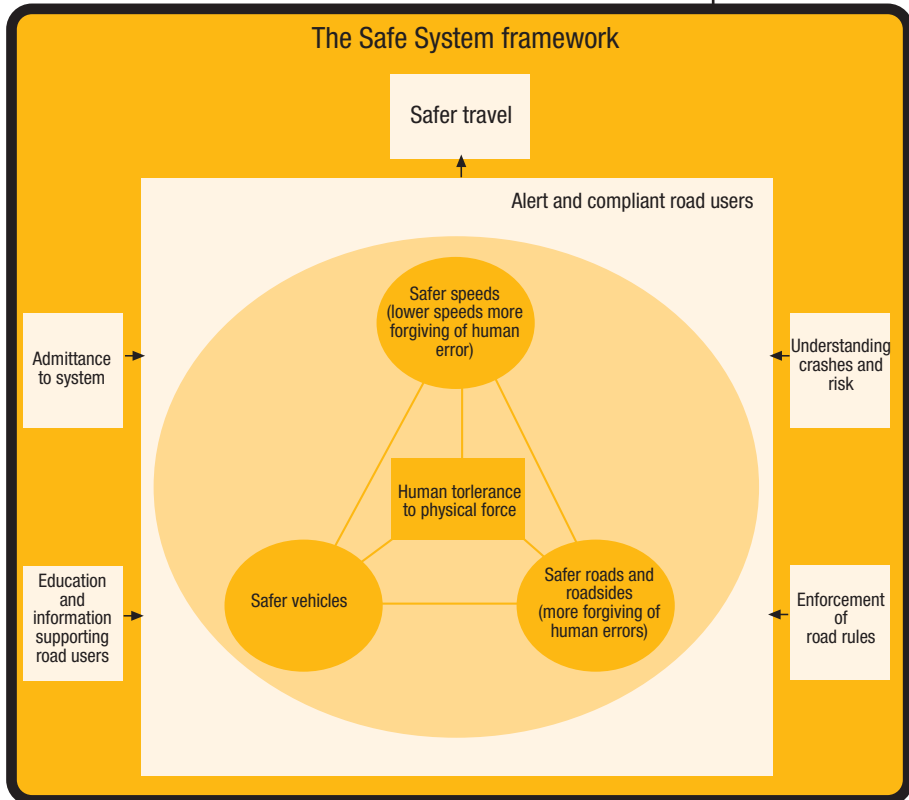 The Safe System framework
Safer travel
Alert and compliant road users
Safer speeds
(lower speeds more
forgiving of human
error)
Admittance
to system
Understanding
crashes and
risk
Human torlerance
to physical force
Safer vehicles
Safer roads and
roadsides
(more forgiving of
human errors)
Education
and
information
supporting
road users
Enforcement
of
road rules